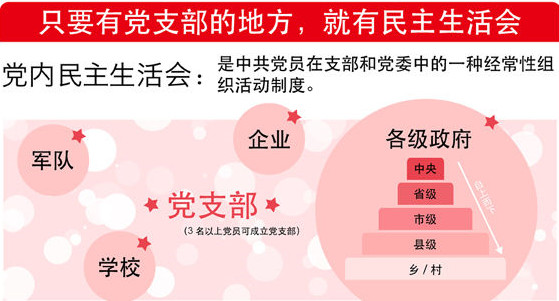 只要有党支部的地方，就有民主生活会
党内民主生活会：
是中共党员在支部和党委中的一种经常性组
织活动制度。
军队
企业
各级政府
中央
省级
市级
县级
乡/村
自上而下
党支部
(3名以上党员可成立党支部)
学校